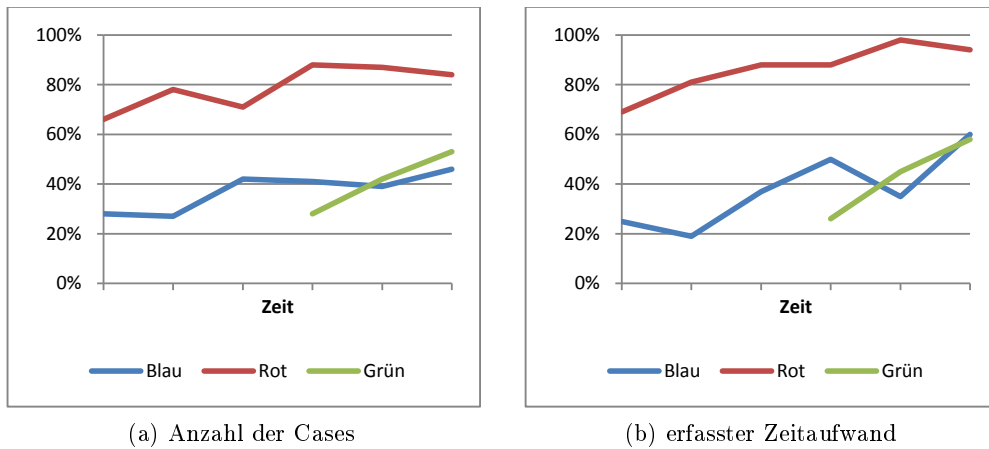 100%
80%
60%
40%
20%
0%
Zeit
Blau Rot Grün
(a) Anzahl der Cases
100%
80%
60%
40%
20%
0%
Zeit
Blau Rot Grün
(b) erfasster Zeitaufwand